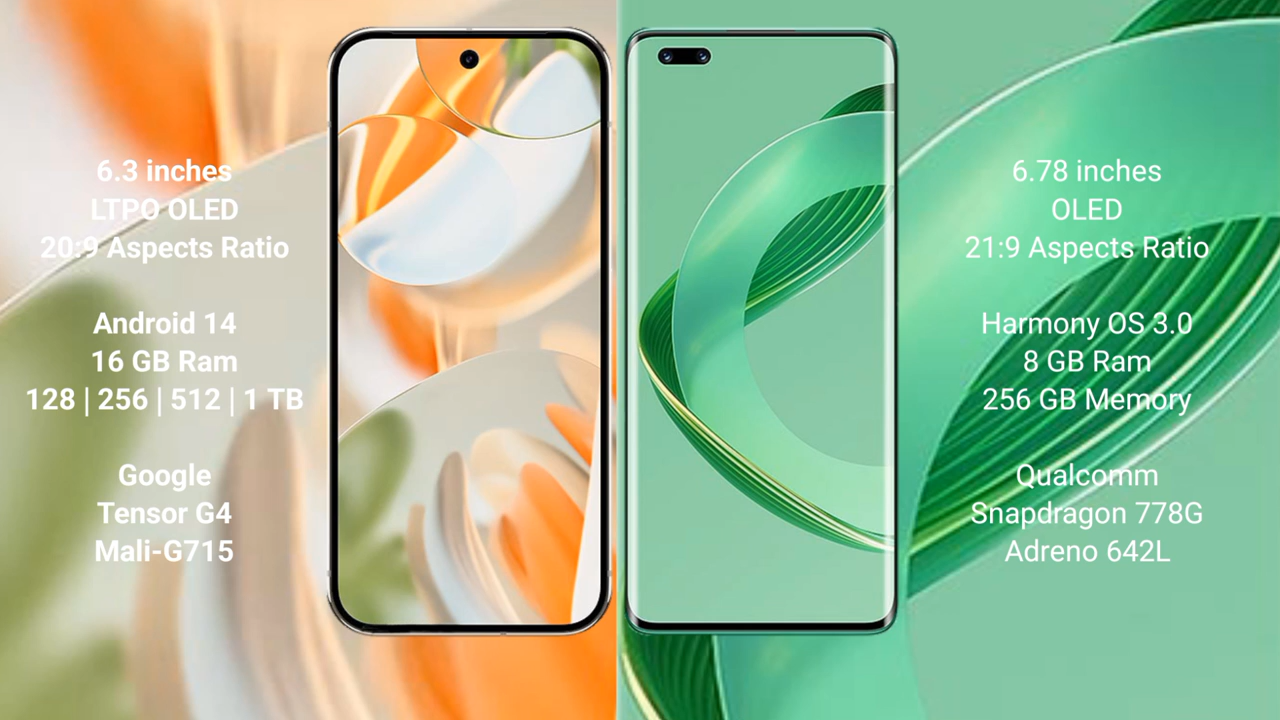 6.3 inches
LTPO OLED
20:9 Aspects Ratio
Android 14
16 GB Ram
128 | 256 | 512 | 1 TB
Google
Tensor G4
Mali-G715
6.78 inches
OLED
21:9 Aspects Ratio
Harmony OS 3.0
8 GB Ram
256 GB Memory
Qualcomm
Snapdragon 778G
Adreno 642L